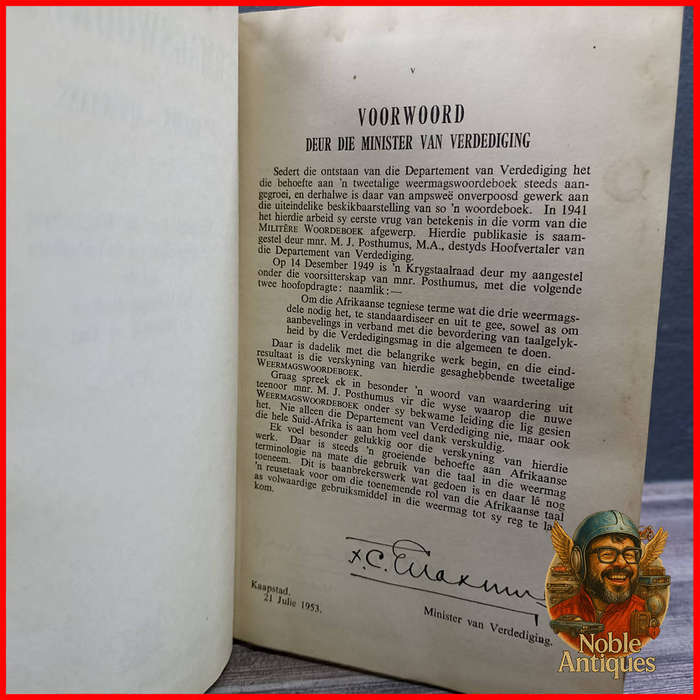 v
VOORWOORD
DEUR DIE MINISTER VAN VERDEDIGING
Sedert die ontstaan van die Departement van Verdediging het
die behoefte aan 'n tweetalige weermagswoordeboek steeds aan-
gegroei, en derhalwe is daar van ampsweë onverpoosd gewerk aan
die uiteindelike beskikbaarstelling van so 'n woordeboek. In 1941
het hierdie arbeid sy eerste vrug van betekenis in die vorm van die
MILITÊRE WOORDEBOEK afgewerp. Hierdie publikasie is saam-
gestel deur mnr. M. J. Posthumus, M.A., destyds Hoofvertaler van
die Departement van Verdediging.
Op 14 Desember 1949 is 'n Krygstaalraad deur my aangestel
onder die voorsitterskap van mnr. Posthumus, met die volgende
twee hoofopdragte: naamlik:—
Om die Afrikaanse tegniese terme wat die drie weermags-
dele nodig het, te standaardiseer en uit te gee, sowel as om
aanbevelings in verband met die bevordering van taalgelyk-
heid by die Verdedigingsmag in die algemeen te doen.
Daar is dadelik met die belangrike werk begin, en die eind-
resultaat is die verskyning van hierdie gesaghebbende tweetalige
WEERMAGSWOORDEBOEK.
Graag spreek ek in besonder 'n woord van waardering uit
teenoor mnr. M. J. Posthumus vir die wyse waarop die nuwe
WEERMAGSWOORDEBOEK onder sy bekwame leiding die lig gesien
het. Nie alleen die Departement van Verdediging nie, maar ook
die hele Suid-Afrika is aan hom veel dank verskuldig.
Ek voel besonder gelukkig oor die verskyning van hierdie
werk. Daar is steeds 'n groeiende behoefte aan Afrikaanse
terminologie na mate die gebruik van die taal in die weermag
toeneem. Dit is baanbrekerswerk wat gedoen is en daar lê nog
'n reusetaak voor om die toenemende rol van die Afrikaanse taal
as volwaardige gebruiksmiddel in die weermag tot sy reg te laat
kom.
Kaapstad.
21 Julie 1953.
Minister van Verdediging.
Noble
Antiques